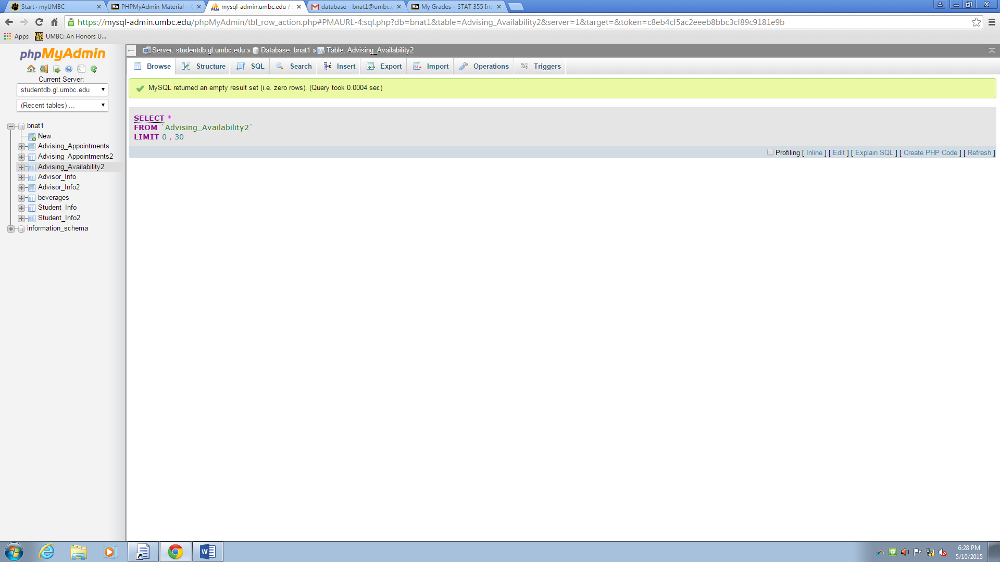 Start · myUMBC
PHPMyAdmin Material – C
mysql-admin.umbc.edu /
database - bnat1@umbc.e
My Grades – STAT 355 Int
https://mysql-admin.umbc.edu/phpMyAdmin/tbl_row_action.php#PMAURL-4:sql.php?db=bnat1&table=Advising_Availability2&server=1&target=&token=c8eb4cf5ac2eeeb8bbc3cf89c9181e9b
Apps
UMBC: An Honors U...
phpMyAdmin
Current Server:
studentdb.gl.umbc.edu
(Recent tables) ...
bnat1
New
Advising_Appointments
Advising_Appointments2
Advising_Availability2
Advisor_Info
Advisor_Info2
beverages
Student_Info
Student_Info2
information_schema
Server: studentdb.gl.umbc.edu » Database: bnat1 » Table: Advising_Availability2
Browse Structure SQL Search Insert Export Import Operations Triggers
MySQL returned an empty result set (i.e. zero rows). (Query took 0.0004 sec)
SELECT *
FROM `Advising_Availability2`
LIMIT 0 , 30
Profiling [ Inline ] [ Edit ] [ Explain SQL ] [ Create PHP Code ] [ Refresh ]
6:28 PM
5/10/2015